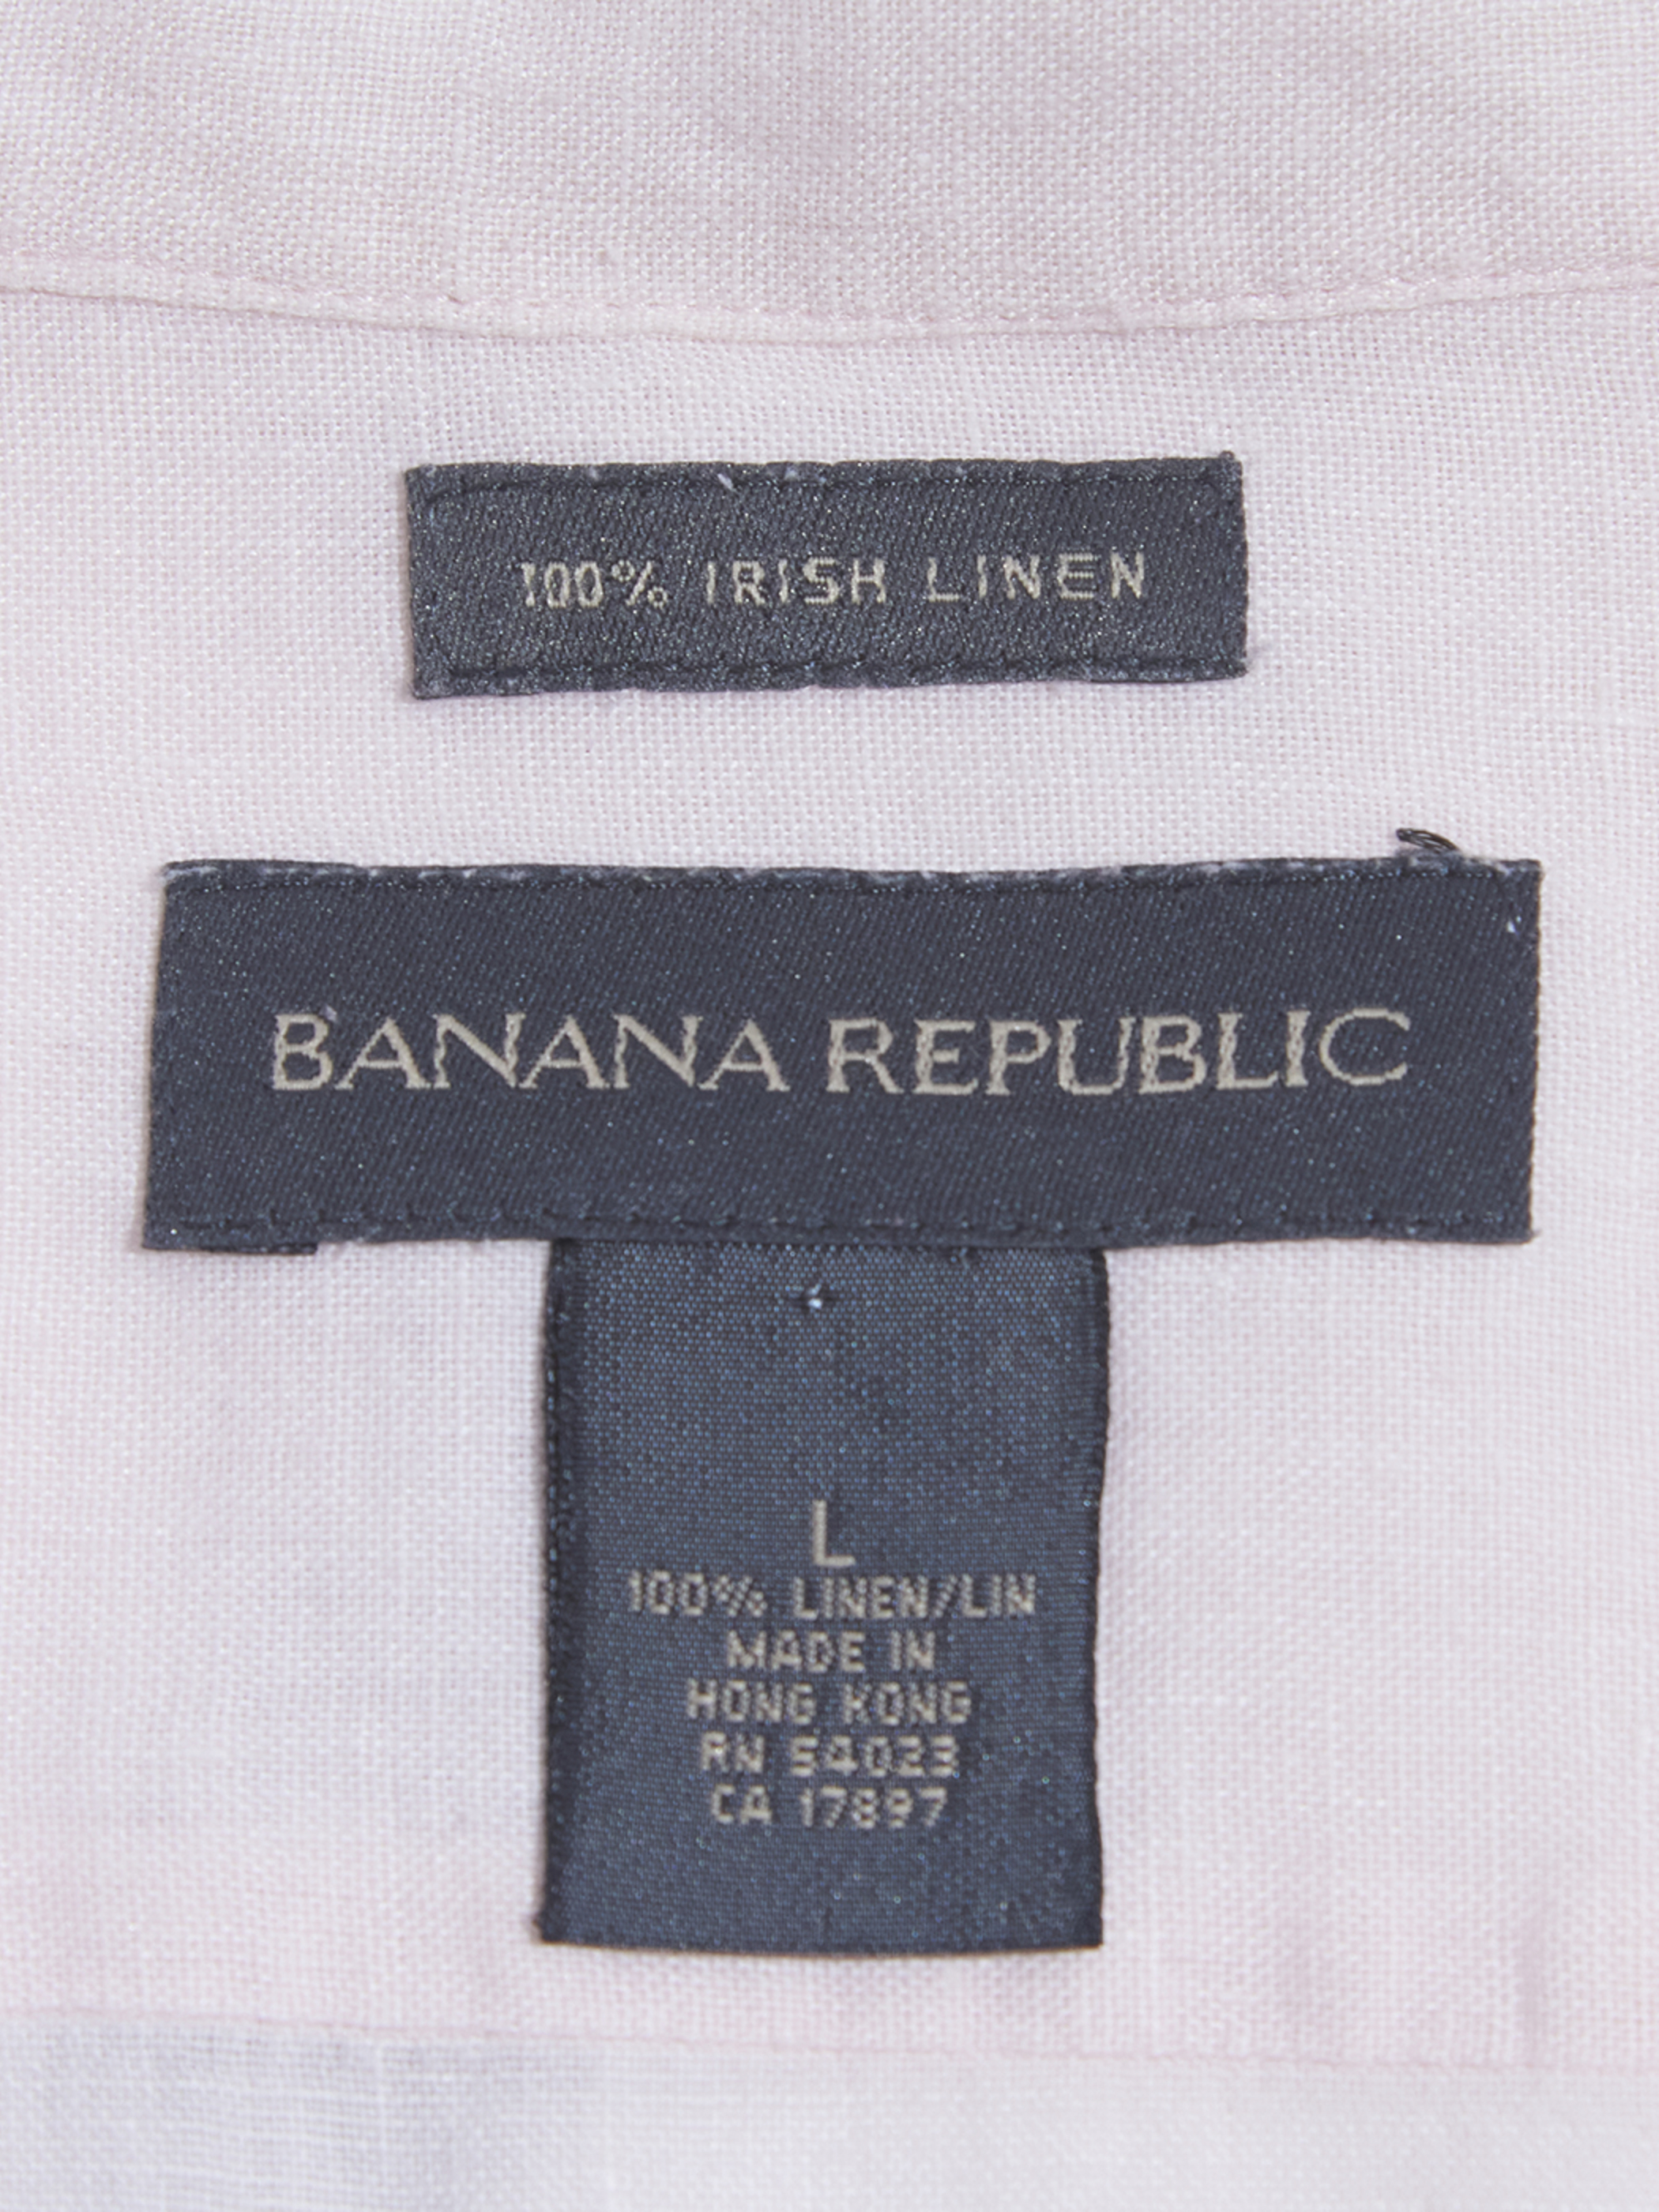 100% IRISH LINEN
BANANA REPUBLIC
L
100% LINEN/LIN
MADE IN
HONG KONG
RN 54023
CA 17897